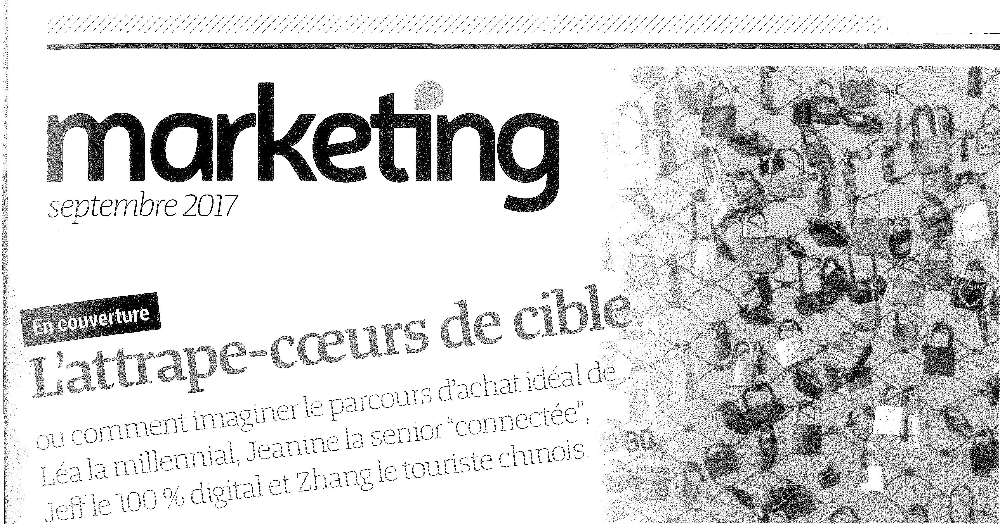 marketing
septembre 2017
En couverture
L'attrape-cœurs de cible
ou comment imaginer le parcours d'achat idéal de...
Léa la millennial, Jeanine la senior “connectée”,
Jeff le 100 % digital et Zhang le touriste chinois.
30